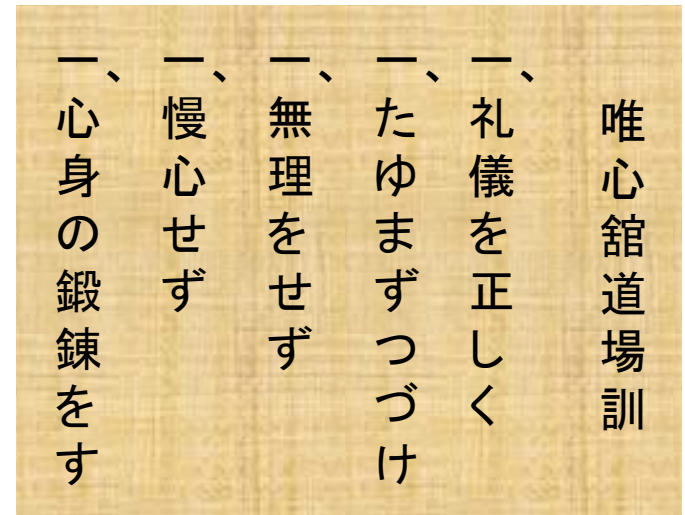 唯心舘道場訓
一、礼儀を正しく
一、たゆまずつづけ
一、無理をせず
一、慢心せず
一、心身の鍛錬をす